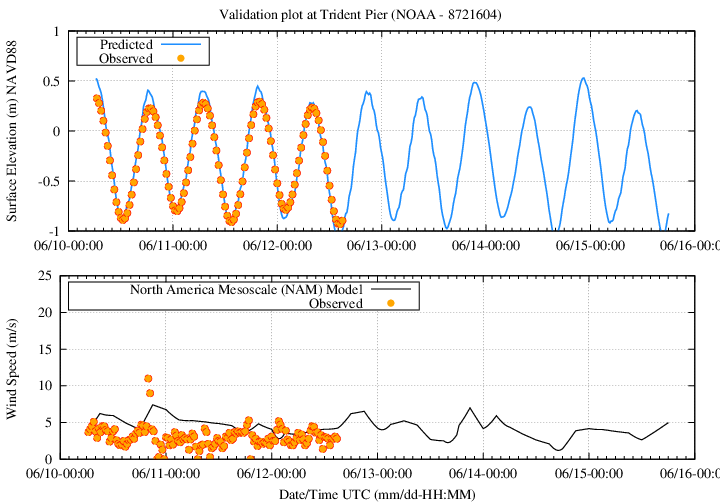 Validation plot at Trident Pier (NOAA - 8721604)
Surface Elevation (m) NAVD88
1
0.5
0
-0.5
-1
Predicted
Observed
06/10-00:00 06/11-00:00 06/12-00:00 06/13-00:00 06/14-00:00 06/15-00:00 06/16-00:00
Wind Speed (m/s)
25
20
15
10
5
0
North America Mesoscale (NAM) Model
Observed
06/10-00:00 06/11-00:00 06/12-00:00 06/13-00:00 06/14-00:00 06/15-00:00 06/16-00:00
Date/Time UTC (mm/dd-HH:MM)